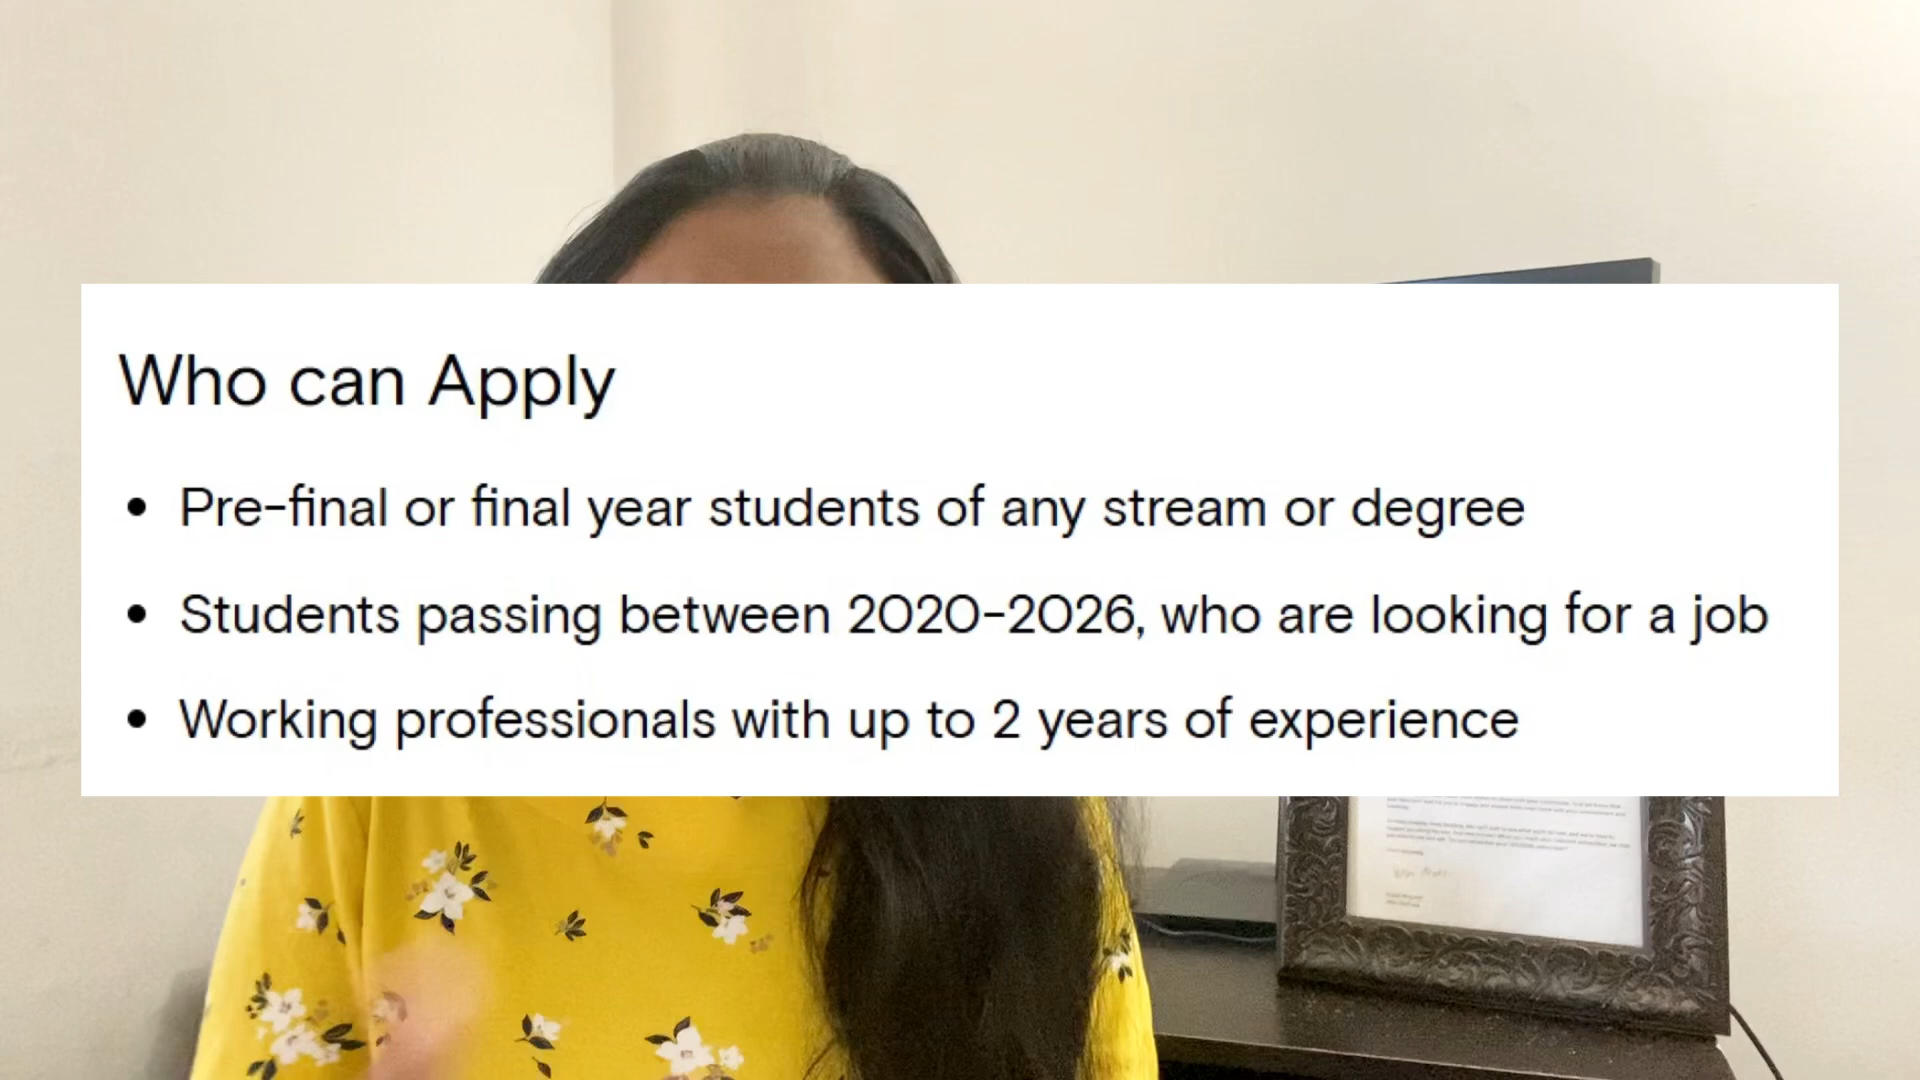 Who can Apply
• Pre-final or final year students of any stream or degree
• Students passing between 2020-2026, who are looking for a job
• Working professionals with up to 2 years of experience